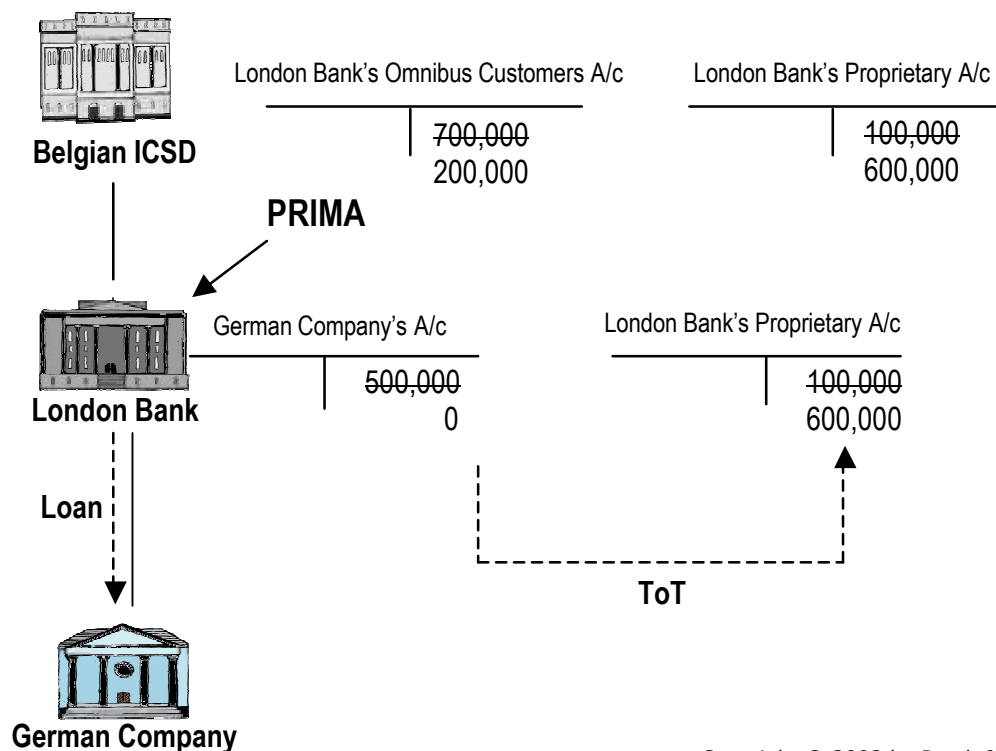 London Bank's Omnibus Customers A/c
London Bank's Proprietary A/c
700,000
200,000
100,000
600,000
Belgian ICSD
PRIMA
German Company's A/c
London Bank's Proprietary A/c
500,000
0
100,000
600,000
London Bank
Loan
ToT
German Company